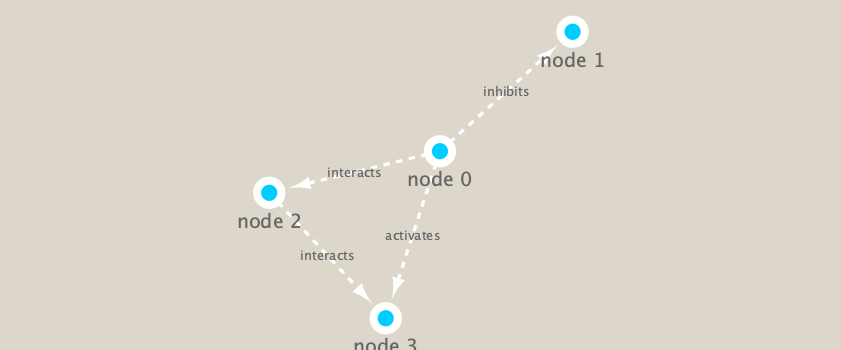 node 1
inhibits
interacts
node 0
node 2
activates
interacts
node 3